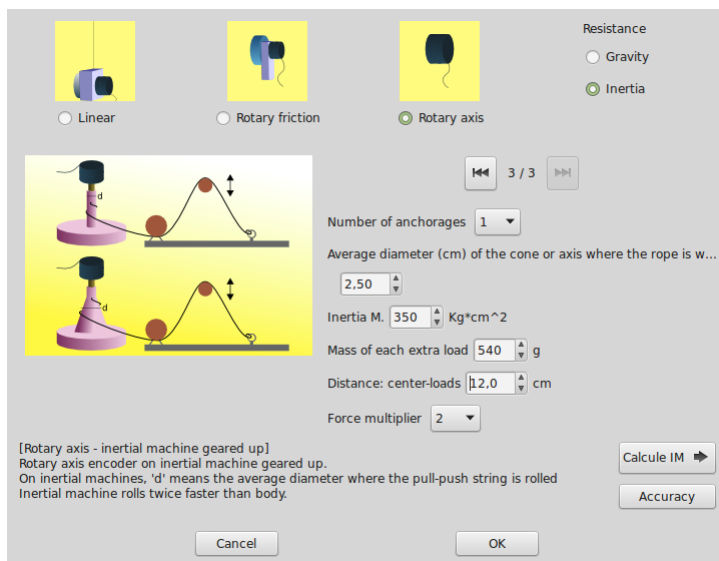 Resistance
Gravity
Inertia
Linear
Rotary friction
Rotary axis
d
d
3 / 3
Number of anchorages 1
Average diameter (cm) of the cone or axis where the rope is w...
2,50
Inertia M. 350 Kg*cm^2
Mass of each extra load 540 g
Distance: center-loads 12,0 cm
Force multiplier 2
[Rotary axis - inertial machine geared up]
Rotary axis encoder on inertial machine geared up.
On inertial machines, 'd' means the average diameter where the pull-push string is rolled
Inertial machine rolls twice faster than body.
Calcule IM
Accuracy
Cancel OK